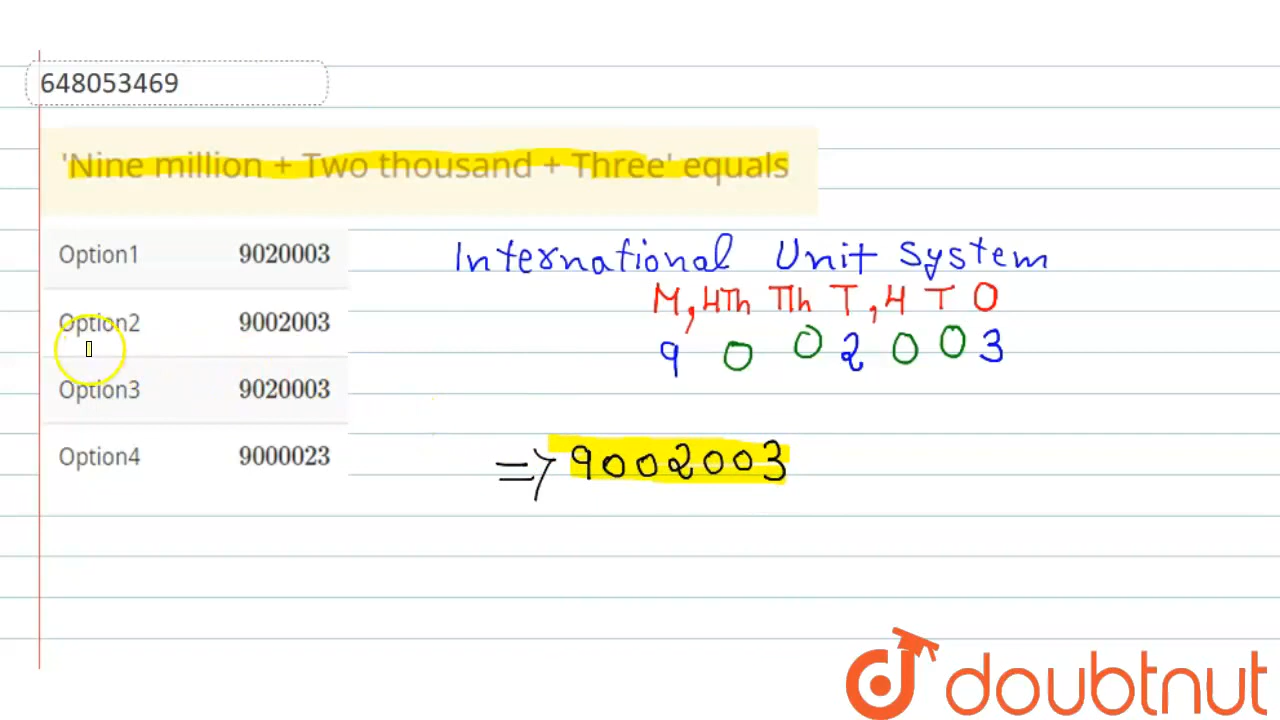 648053469
'Nine million + Two thousand + Three' equals
Option1 9020003
Option2 9002003
Option3 9020003
Option4 9000023
International Unit System
M, HTh Th T, H T O
9 0 0 2 0 0 3
=> 9002003
doubtnut